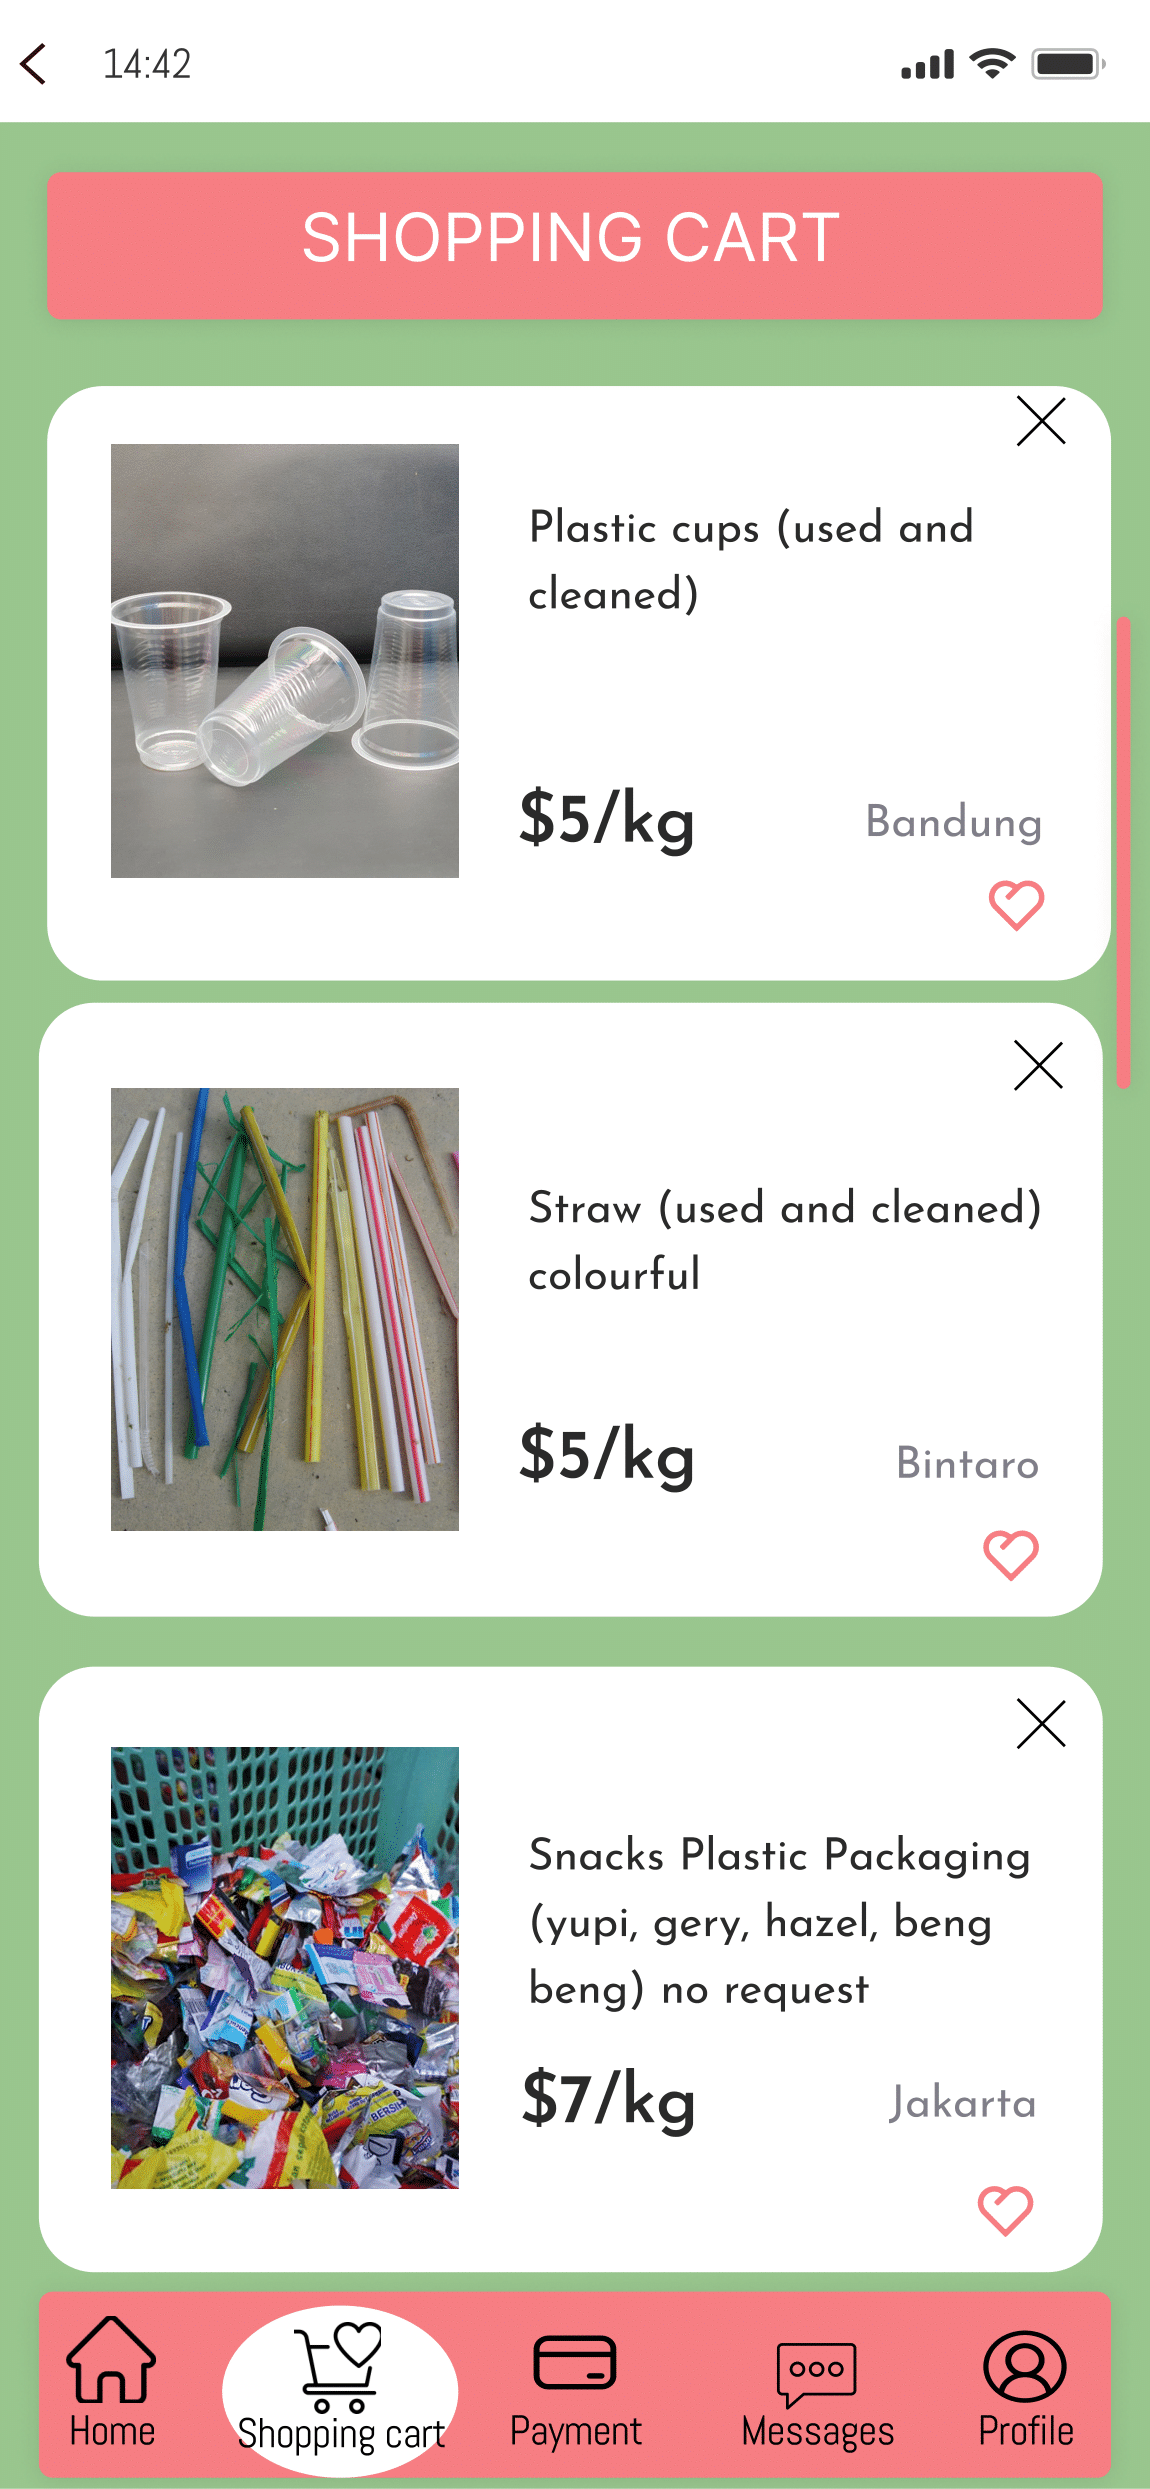 14:42
SHOPPING CART
Plastic cups (used and
cleaned)
$5/kg
Bandung
Straw (used and cleaned)
colourful
$5/kg
Bintaro
Snacks Plastic Packaging
(yupi, gery, hazel, beng
beng) no request
BERSIH
$7/kg
Jakarta
Home
Shopping cart
Payment
Messages
Profile